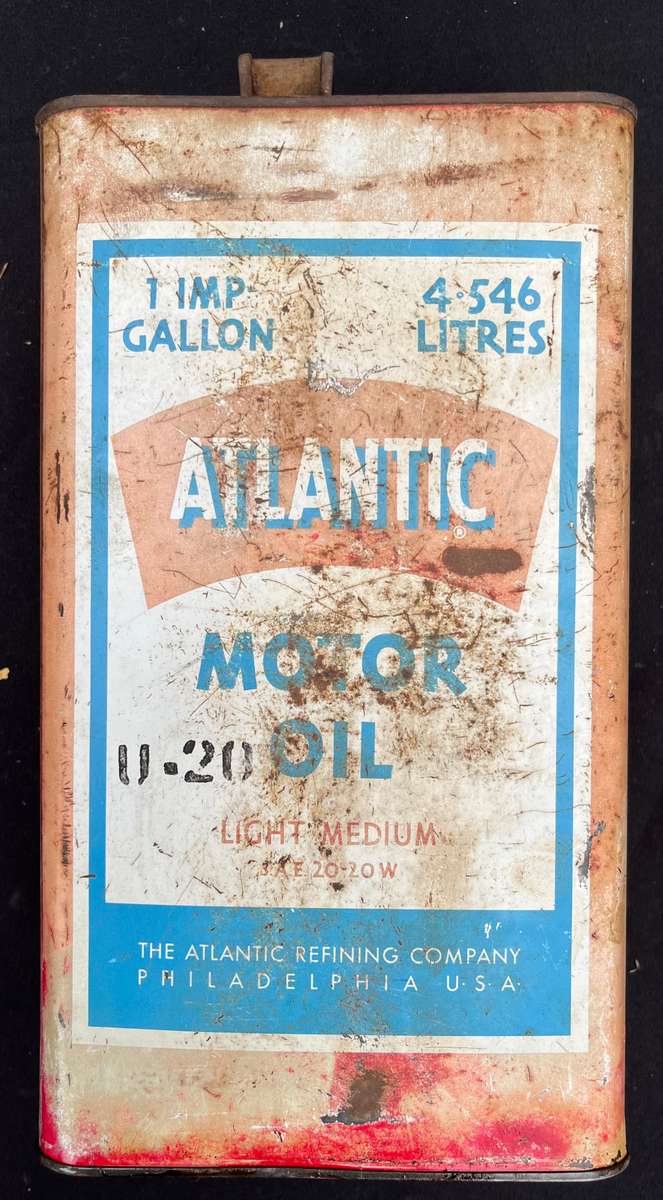 1 IMP
GALLON
4·546
LITRES
ATLANTIC
®
MOTOR
OIL
U-20
LIGHT MEDIUM
SAE 20-20W
THE ATLANTIC REFINING COMPANY
PHILADELPHIA U·S·A·